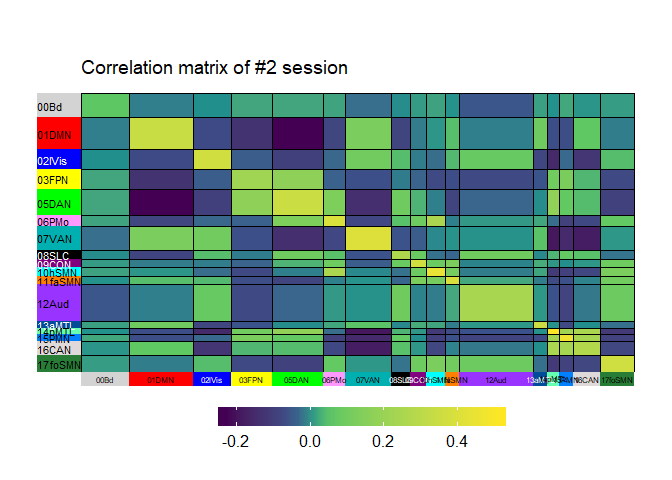 Correlation matrix of #2 session
00Bd
01DMN
02lVis
03FPN
05DAN
06PMo
07VAN
08SLC
09CON
10hSMN
11faSMN
12Aud
13aMTL
14pMTL
15PMN
16CAN
17foSMN
00Bd 01DMN 02lVis 03FPN 05DAN 06PMo 07VAN 12Aud 16CAN 17foSMN
-0.2 0.0 0.2 0.4